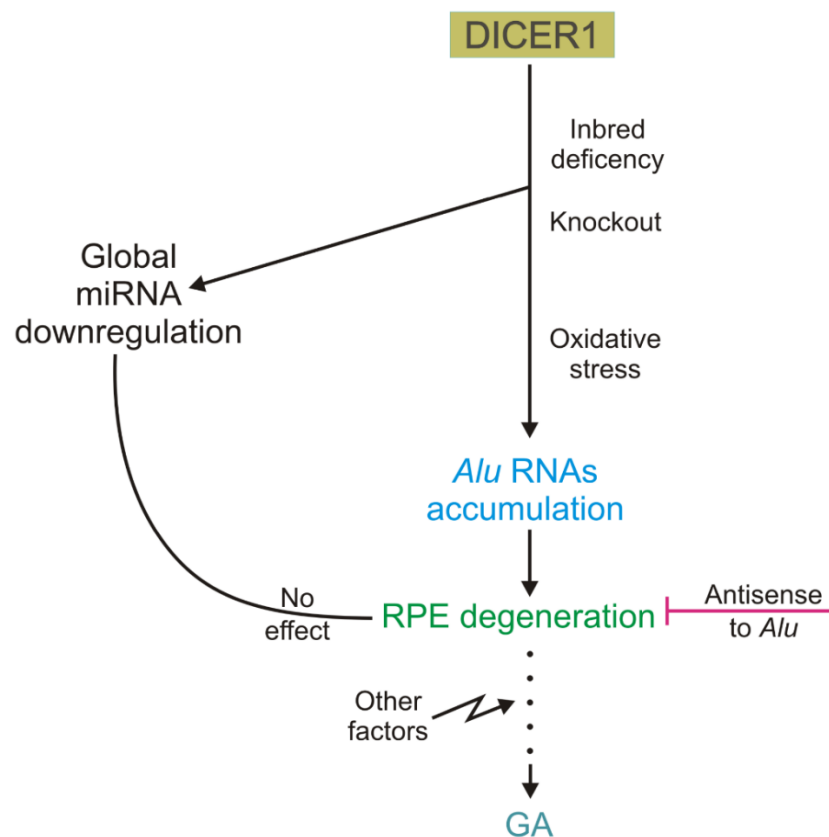 DICER1
Inbred
deficency
Knockout
Global
miRNA
downregulation
Oxidative
stress
Alu RNAs
accumulation
No
effect
RPE degeneration
Antisense
to Alu
Other
factors
GA